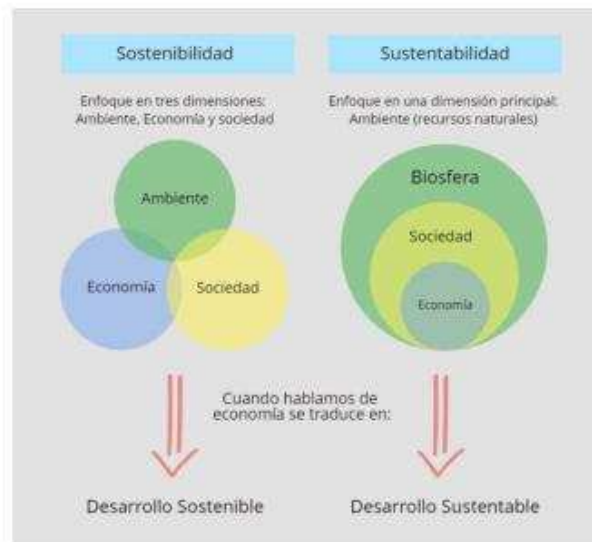 Sostenibilidad
Enfoque en tres dimensiones:
Ambiente, Economía y sociedad
Ambiente
Economía
Sociedad
Sustentabilidad
Enfoque en una dimensión principal:
Ambiente (recursos naturales)
Biosfera
Sociedad
Economía
Cuando hablamos de
economía se traduce en:
Desarrollo Sostenible
Desarrollo Sustentable